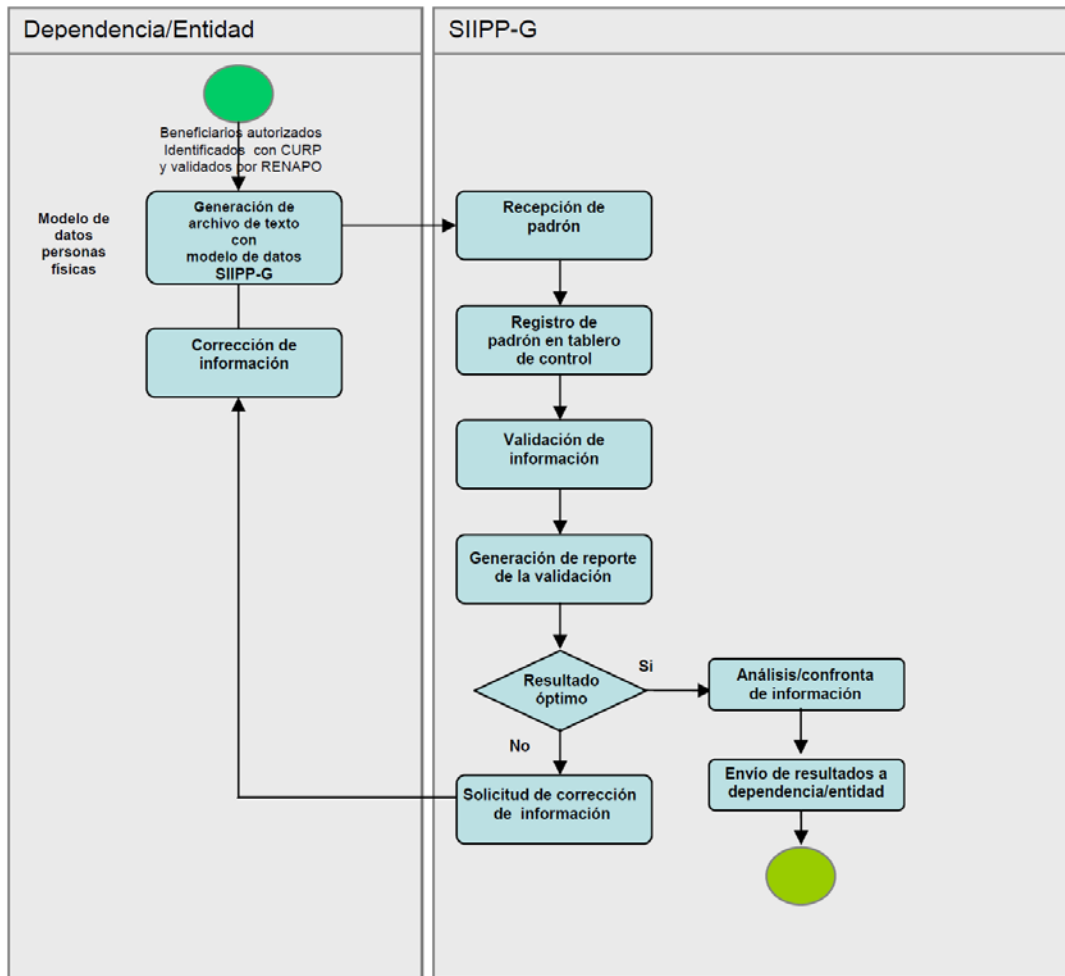 Dependencia/Entidad
SIIPP-G
Beneficiarios autorizados
Identificados con CURP
y validados por RENAPO
Modelo de
datos
personas
físicas
Generación de
archivo de texto
con
modelo de datos
SIIPP-G
Corrección de
información
Recepción de
padrón
Registro de
padrón en tablero
de control
Validación de
información
Generación de reporte
de la validación
Resultado
óptimo
Si
No
Análisis/confronta
de información
Envío de resultados a
dependencia/entidad
Solicitud de corrección
de información